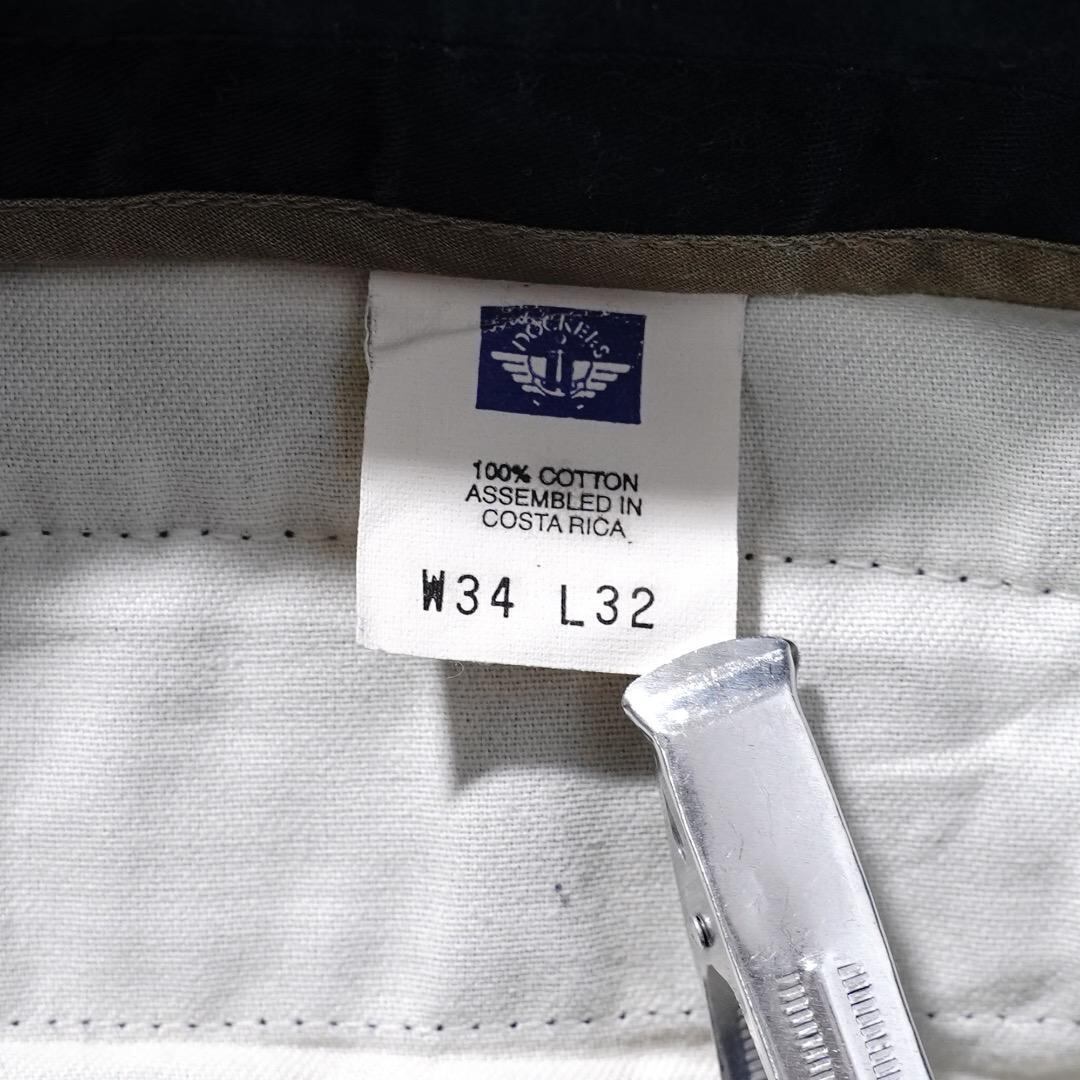 DOCKERS
100% COTTON
ASSEMBLED IN
COSTA RICA
W34 L32